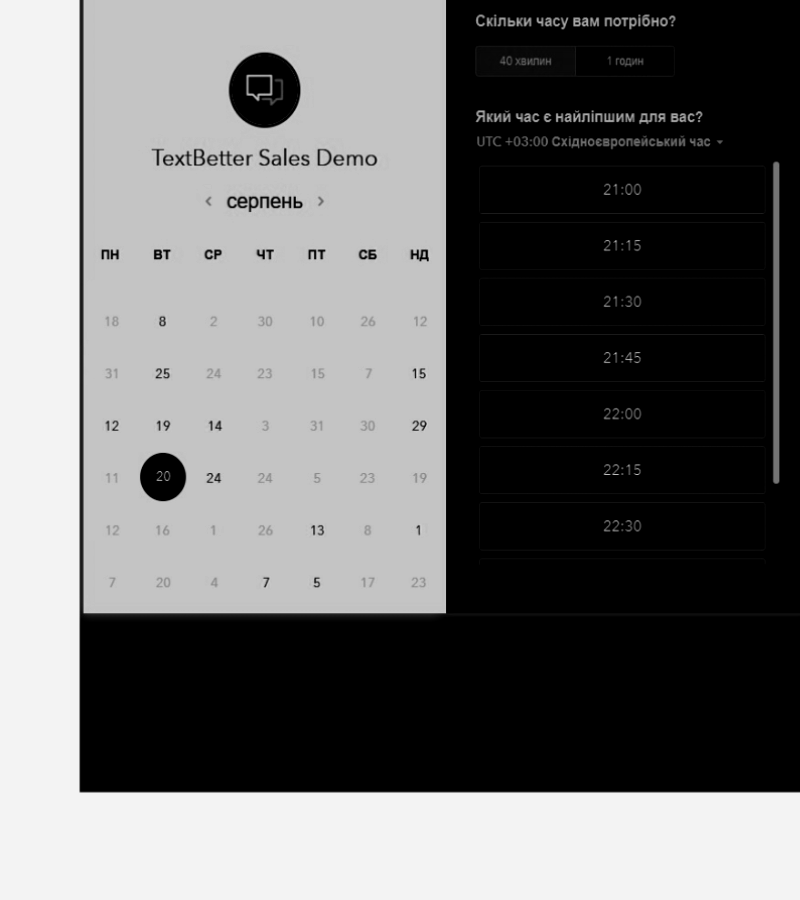 TextBetter Sales Demo
серпень
ПН ВТ СР ЧТ ПТ СБ НД
18 8 2 30 10 26 12
31 25 24 23 15 7 15
12 19 14 3 31 30 29
11 20 24 24 5 23 19
12 16 1 26 13 8 1
7 20 4 7 5 17 23
Скільки часу вам потрібно?
40 хвилин 1 годин
Який час є найліпшим для вас?
UTC +03:00 Східноєвропейський час
21:00
21:15
21:30
21:45
22:00
22:15
22:30